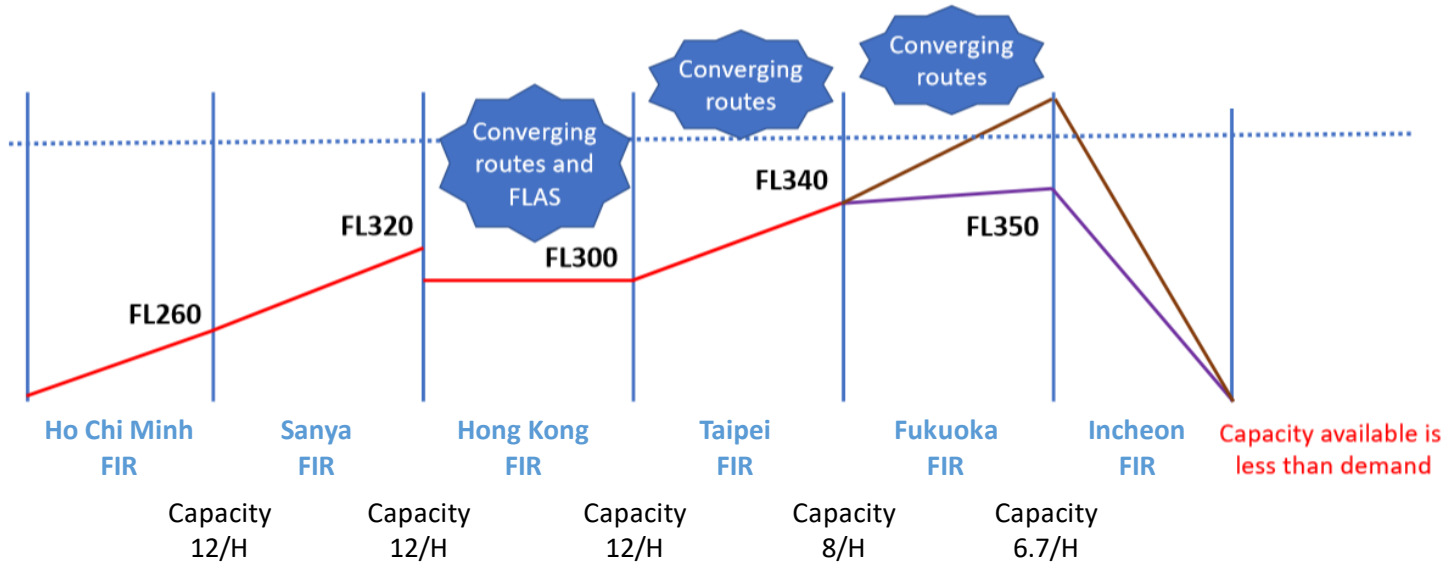 Converging
routes
Converging
routes
Converging
routes and
FLAS
FL340
FL320
FL350
FL300
FL260
Ho Chi Minh
FIR
Sanya
FIR
Hong Kong
FIR
Taipei
FIR
Fukuoka
FIR
Incheon
FIR
Capacity available is
less than demand
Capacity
12/H
Capacity
12/H
Capacity
12/H
Capacity
8/H
Capacity
6.7/H